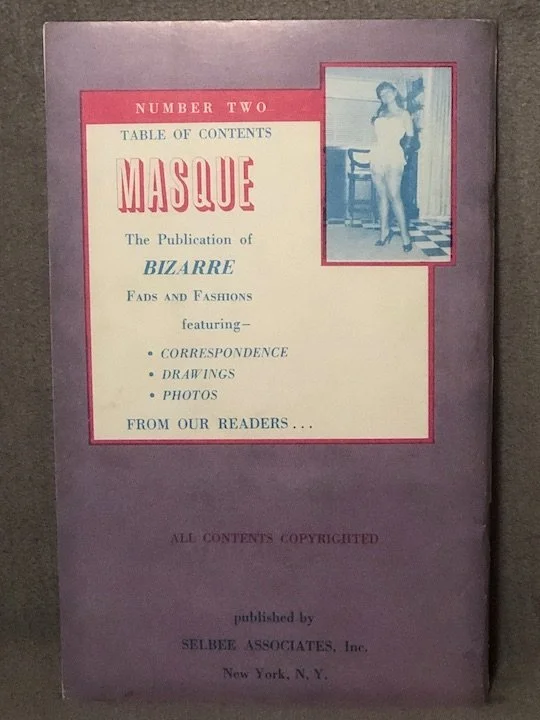 NUMBER TWO
TABLE OF CONTENTS
MASQUE
The Publication of
BIZARRE
FADS AND FASHIONS
featuring—
• CORRESPONDENCE
• DRAWINGS
• PHOTOS
FROM OUR READERS...
ALL CONTENTS COPYRIGHTED
published by
SELBEE ASSOCIATES, Inc.
New York, N. Y.